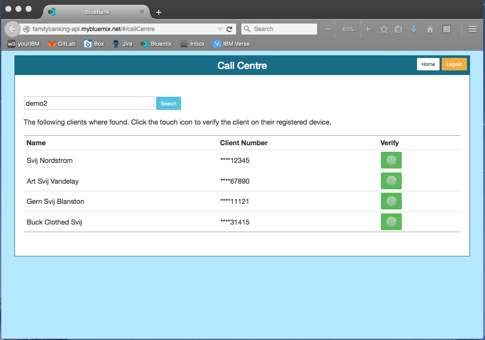 Bluebank
familybanking-api.mybluemix.net/#/callCentre
Search
80%
yourIBM
GitLab
Box
Jira
Bluemix
Inbox
IBM Verse
Call Centre
Home
Logout
demo2
Search
The following clients where found. Click the touch icon to verify the client on their registered device.
Name Client Number Verify
Svij Nordstrom ****12345
Art Svij Vandelay ****67890
Gern Svij Blanston ****11121
Buck Clothed Svij ****31415